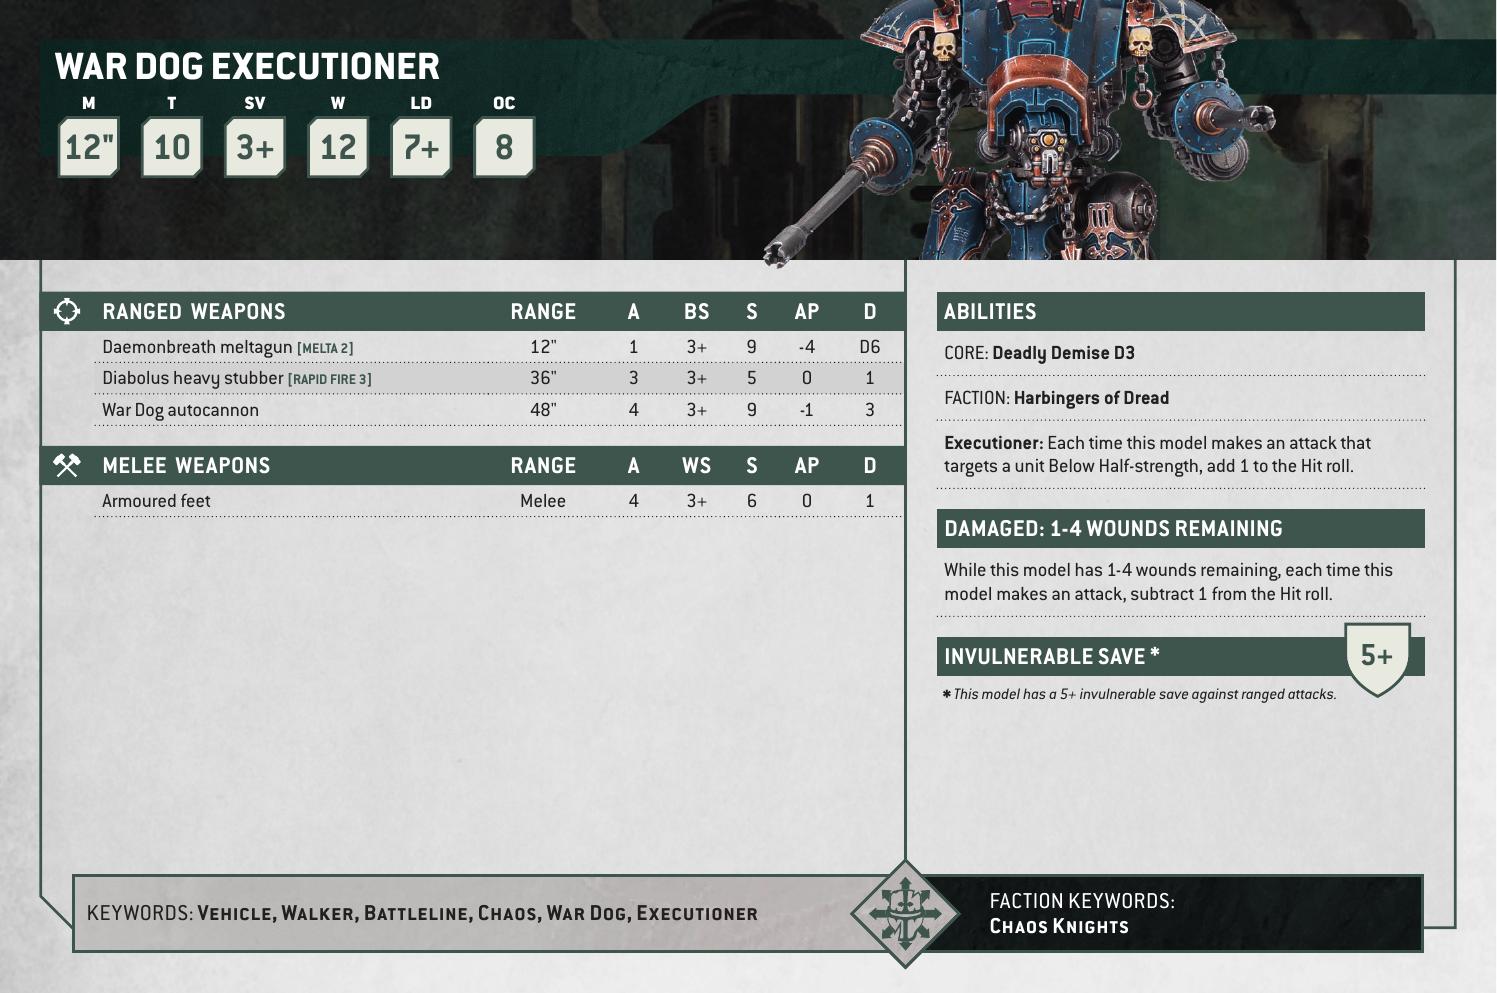 WAR DOG EXECUTIONER
M T SV W LD OC
12" 10 3+ 12 7+ 8
RANGED WEAPONS RANGE A BS S AP D
Daemonbreath meltagun [MELTA 2] 12" 1 3+ 9 -4 D6
Diabolus heavy stubber [RAPID FIRE 3] 36" 3 3+ 5 0 1
War Dog autocannon 48" 4 3+ 9 -1 3
MELEE WEAPONS RANGE A WS S AP D
Armoured feet Melee 4 3+ 6 0 1
ABILITIES
CORE: Deadly Demise D3
FACTION: Harbingers of Dread
Executioner: Each time this model makes an attack that
targets a unit Below Half-strength, add 1 to the Hit roll.
DAMAGED: 1-4 WOUNDS REMAINING
While this model has 1-4 wounds remaining, each time this
model makes an attack, subtract 1 from the Hit roll.
INVULNERABLE SAVE * 5+
* This model has a 5+ invulnerable save against ranged attacks.
KEYWORDS: Vehicle, Walker, Battleline, Chaos, War Dog, Executioner
FACTION KEYWORDS:
Chaos Knights